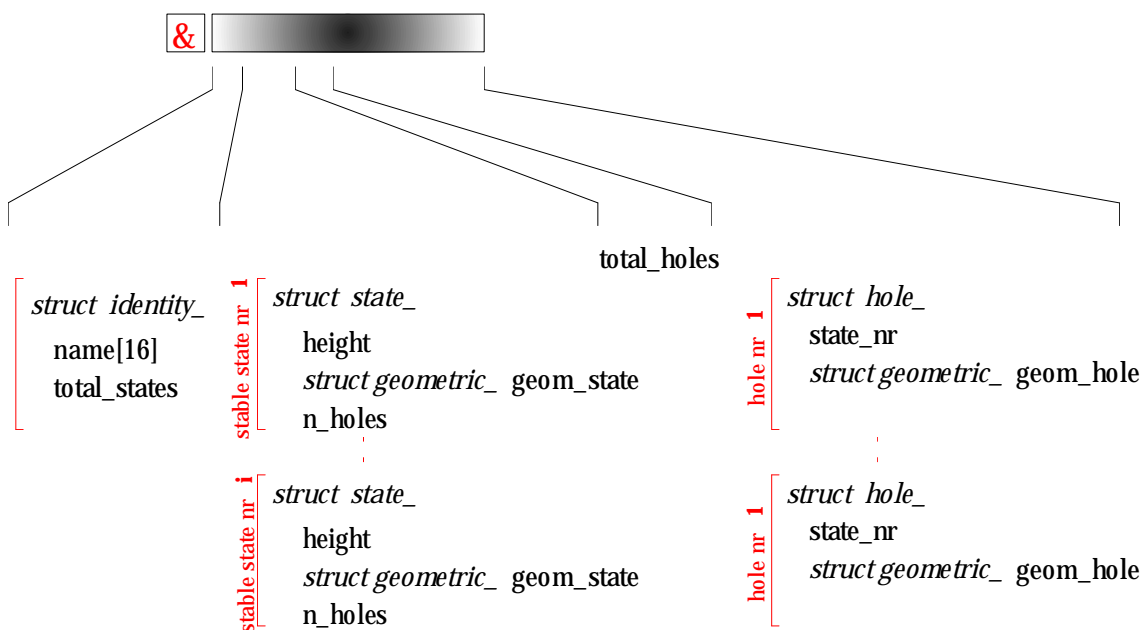 &
total_holes
struct identity_
name[16]
total_states
stable state nr 1
struct state_
height
struct geometric_ geom_state
n_holes
stable state nr i
struct state_
height
struct geometric_ geom_state
n_holes
hole nr 1
struct hole_
state_nr
struct geometric_ geom_hole
hole nr 1
struct hole_
state_nr
struct geometric_ geom_hole